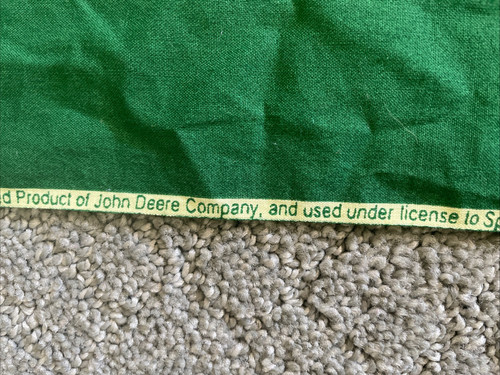 d Product of John Deere Company, and used under license to Sp